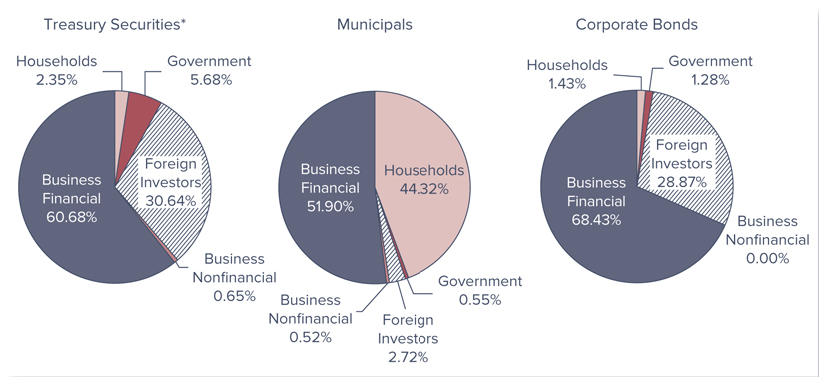 Treasury Securities*
Households
2.35%
Government
5.68%
Foreign
Investors
30.64%
Business
Financial
60.68%
Business
Nonfinancial
0.65%
Municipals
Business
Financial
51.90%
Households
44.32%
Government
0.55%
Business
Nonfinancial
0.52%
Foreign
Investors
2.72%
Corporate Bonds
Households
1.43%
Government
1.28%
Foreign
Investors
28.87%
Business
Financial
68.43%
Business
Nonfinancial
0.00%